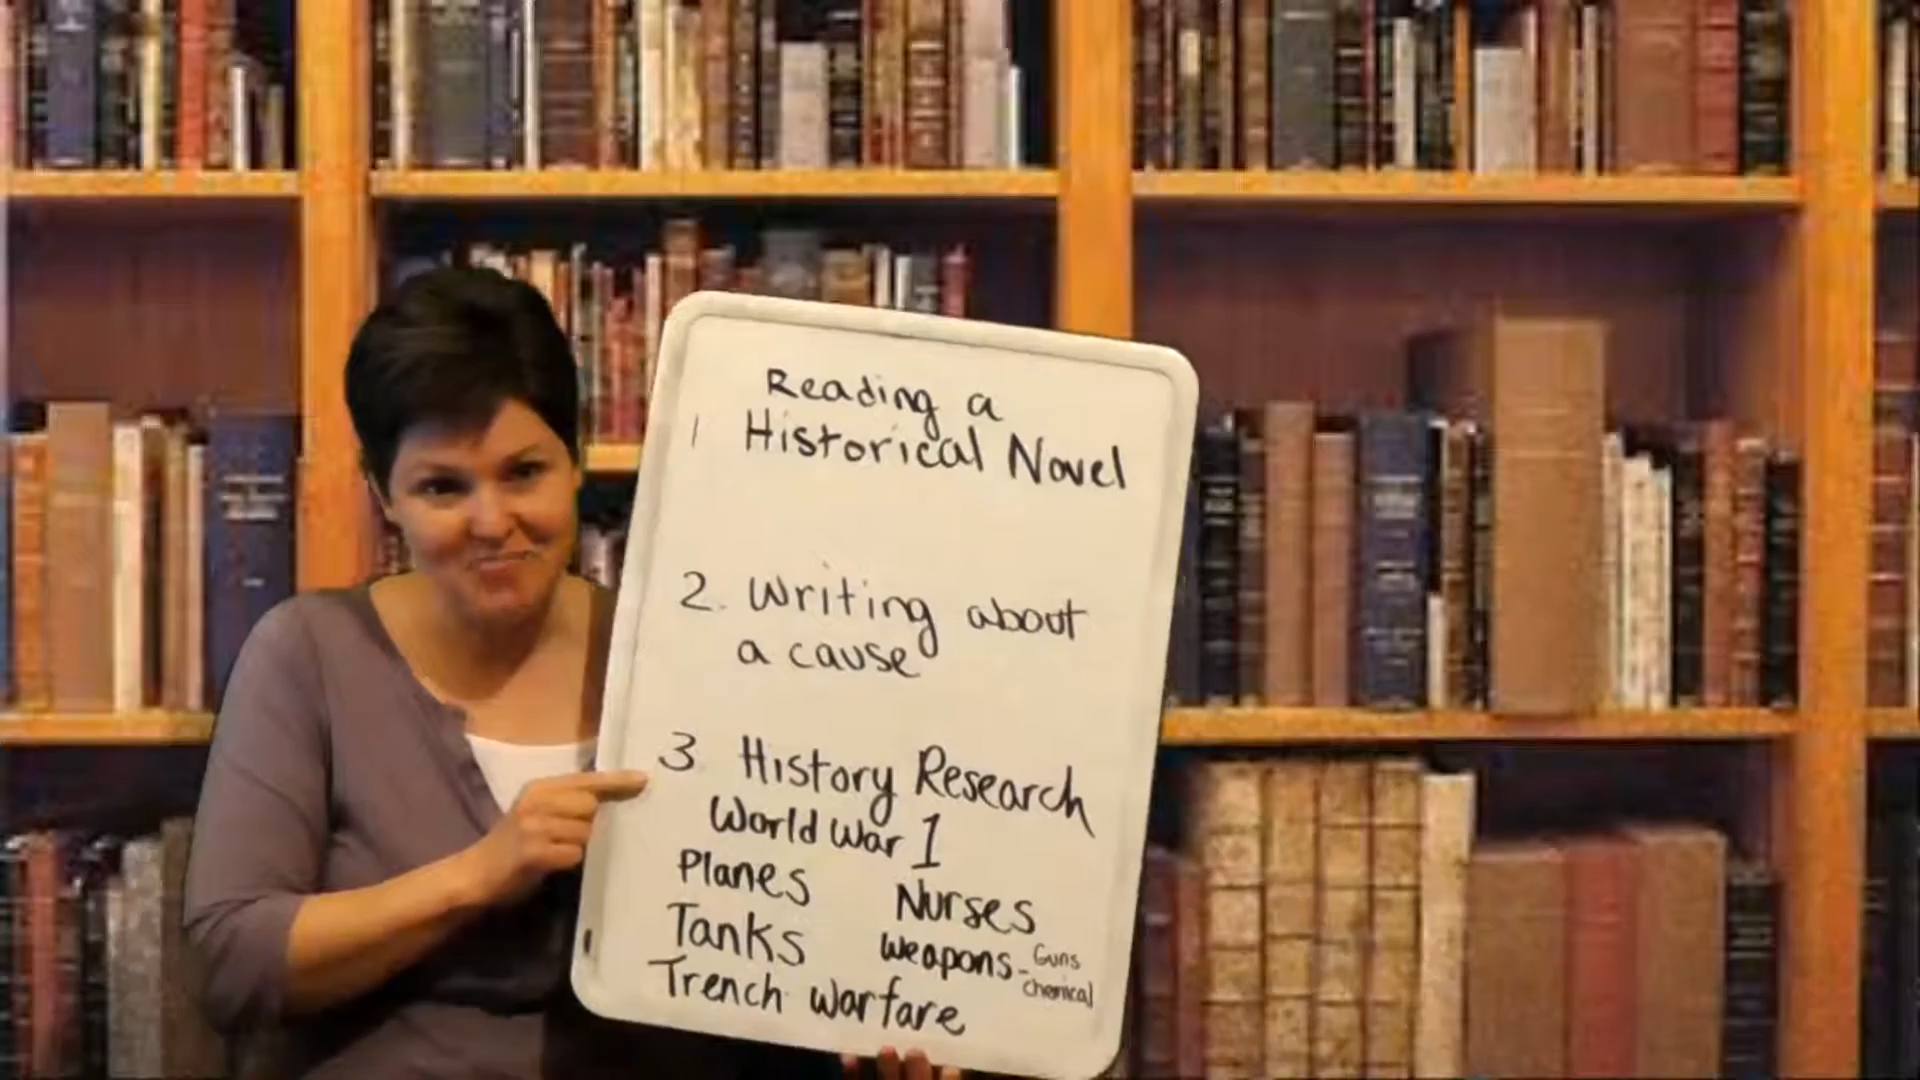 Reading a
1 Historical Novel
2. Writing about
a cause
3 History Research
World War 1
Planes Nurses
Tanks Weapons - Guns
chemical
Trench Warfare